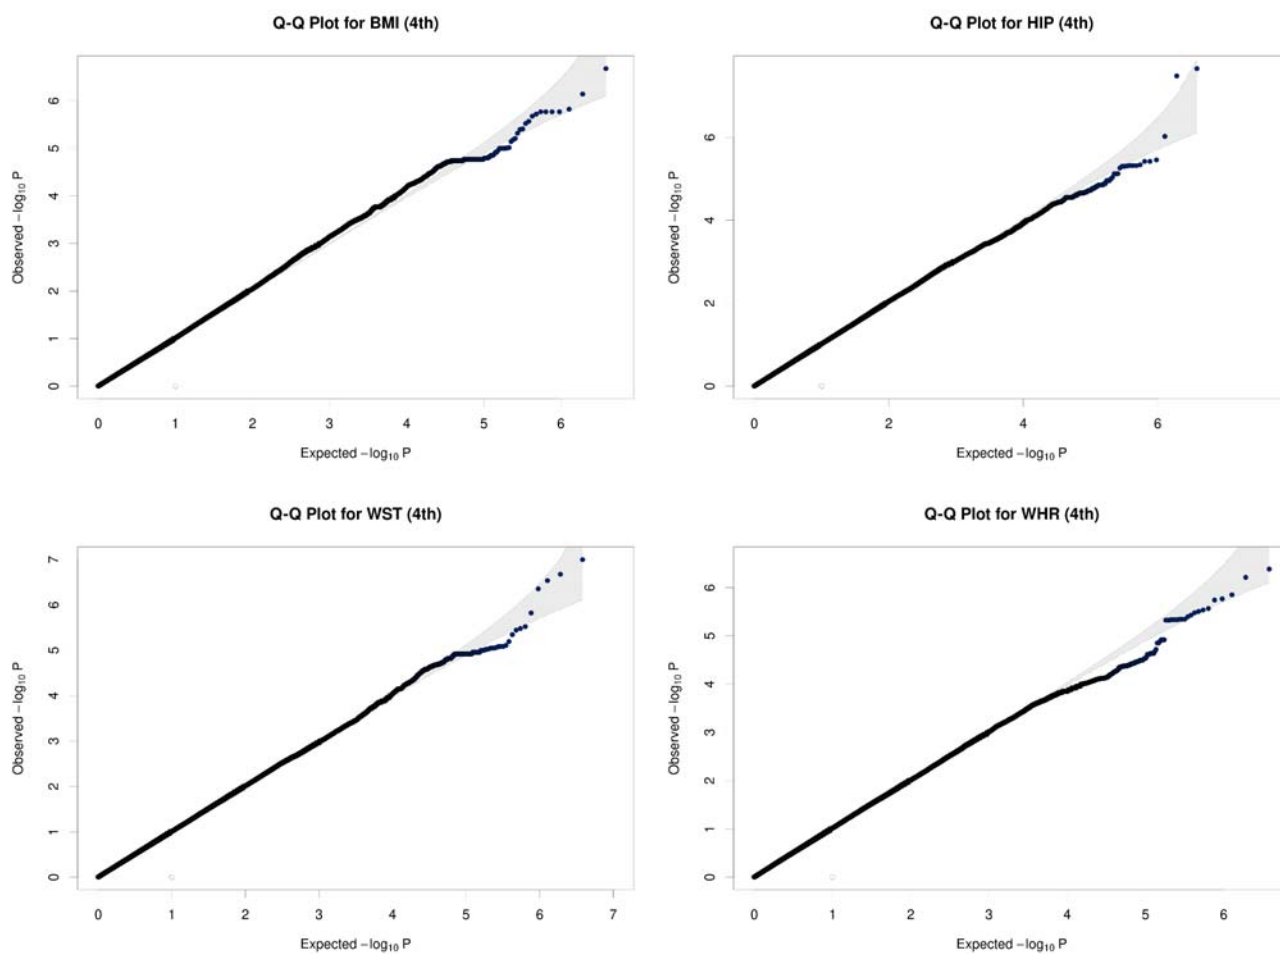 Q-Q Plot for BMI (4th)
Observed −log10 P
6
5
4
3
2
1
0
0 1 2 3 4 5 6
Expected −log10 P
Q-Q Plot for HIP (4th)
Observed −log10 P
6
4
2
0
0 2 4 6
Expected −log10 P
Q-Q Plot for WST (4th)
Observed −log10 P
7
6
5
4
3
2
1
0
0 1 2 3 4 5 6 7
Expected −log10 P
Q-Q Plot for WHR (4th)
Observed −log10 P
6
5
4
3
2
1
0
0 1 2 3 4 5 6
Expected −log10 P